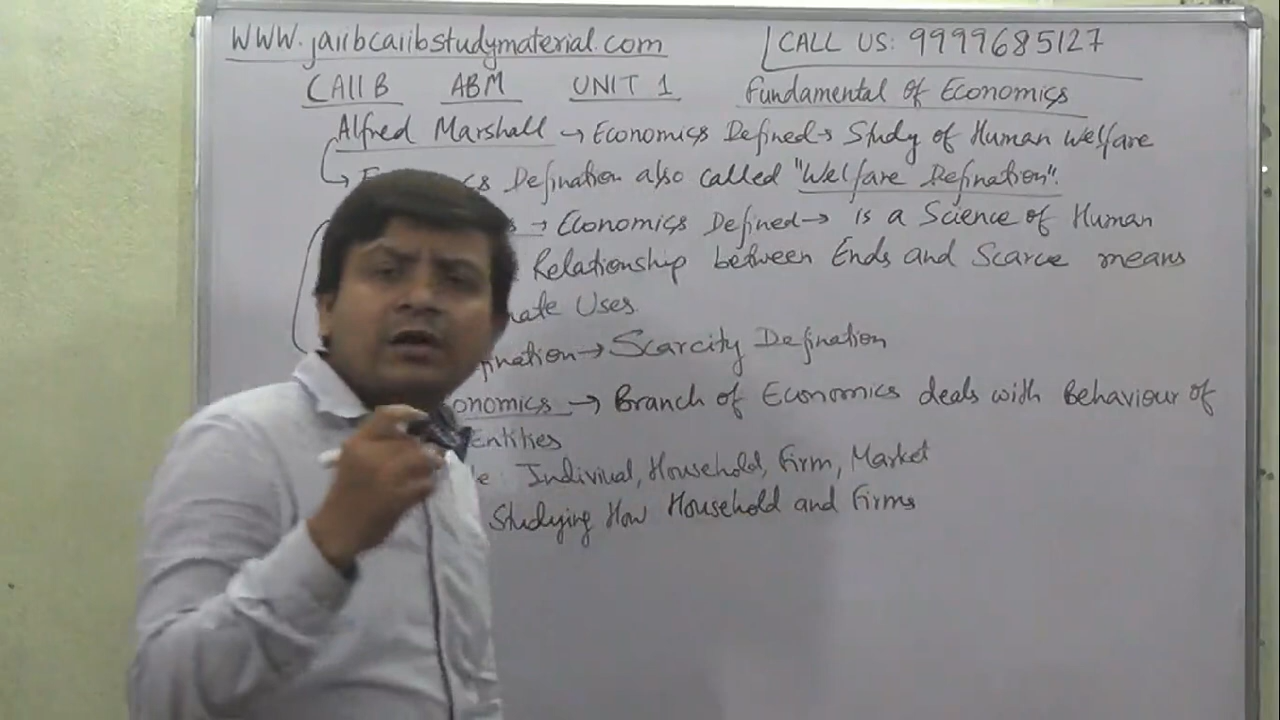 WWW.jaiibcaiibstudymaterial.com CALL US: 9999685127
CAIIB ABM UNIT 1 Fundamental of Economics
Alfred Marshall → Economics Defined → Study of Human Welfare
Defination also called "Welfare Defination".
→ Economics Defined → is a Science of Human
Relationship between Ends and Scarce means
Uses.
→ Scarcity Defination
onomics → Branch of Economics deals with Behaviour of
Entities
Indiviual, Household, Firm, Market
Studying How Household and Firms